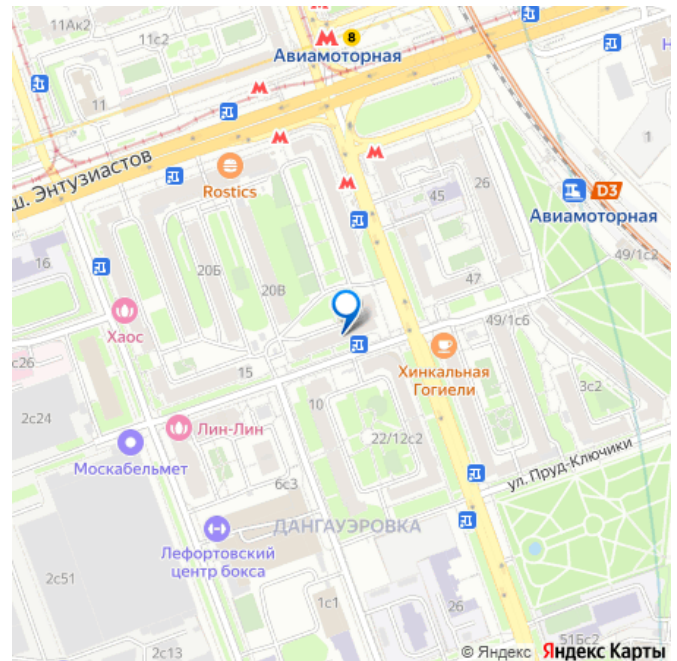 11Ак2
11с2
8
Авиамоторная
11
ш. Энтузиастов
Rostics
1
45
26
D3
Авиамоторная
16
20Б
20В
47
49/1с2
Хаос
49/1с6
с26
15
Хинкальная
Гогиели
3с2
2с24
10
Лин-Лин
22/12с2
Москабельмет
ул. Пруд-Ключики
6с3
ДАНГАУЭРОВКА
Лефортовский
центр бокса
2с51
1с1
26
51Бс2
2с13
© Яндекс Яндекс Карты